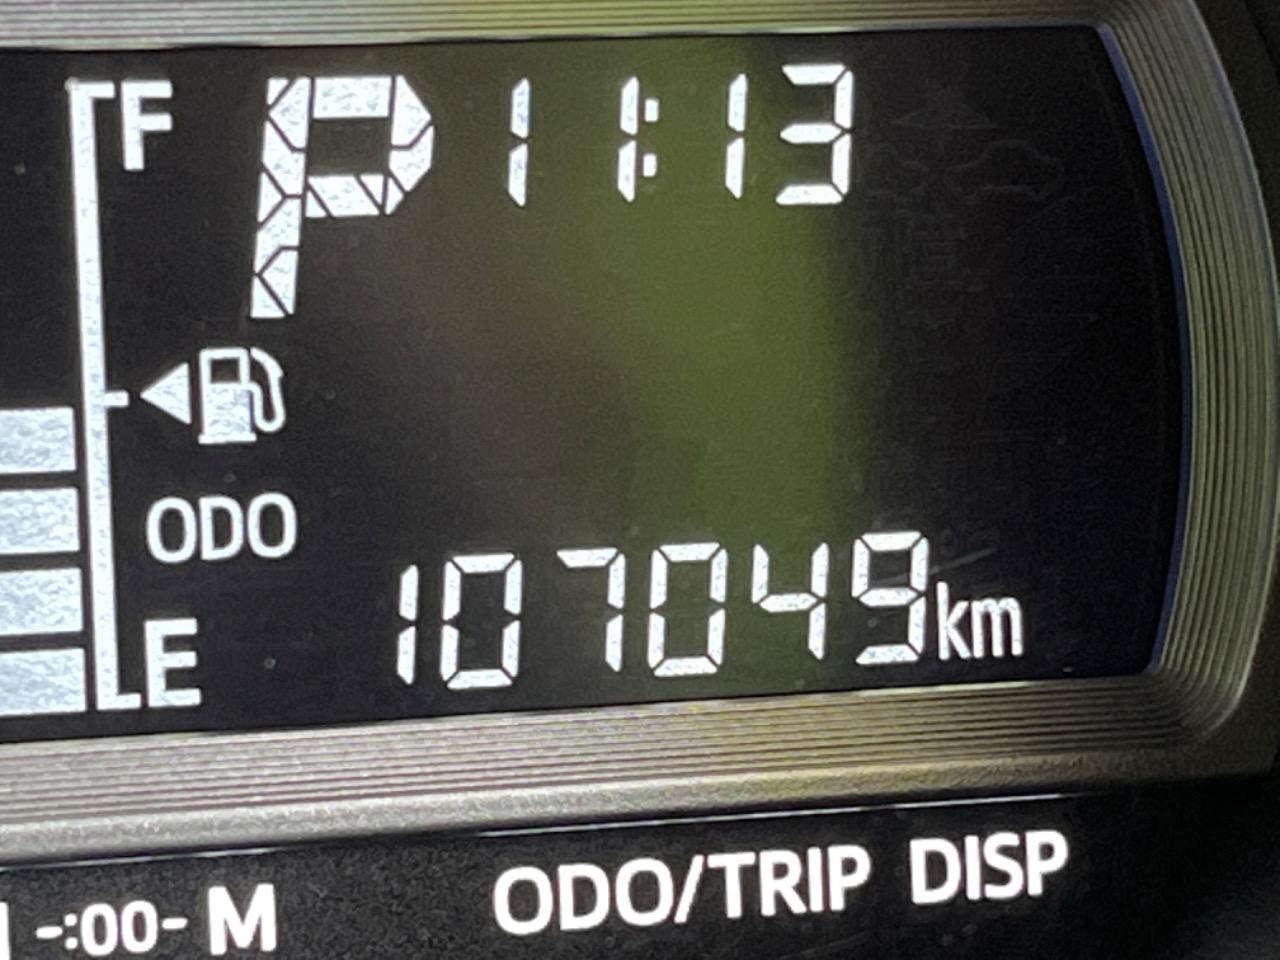 F P 11:13
ODO
107049km
E
-:00- M ODO/TRIP DISP